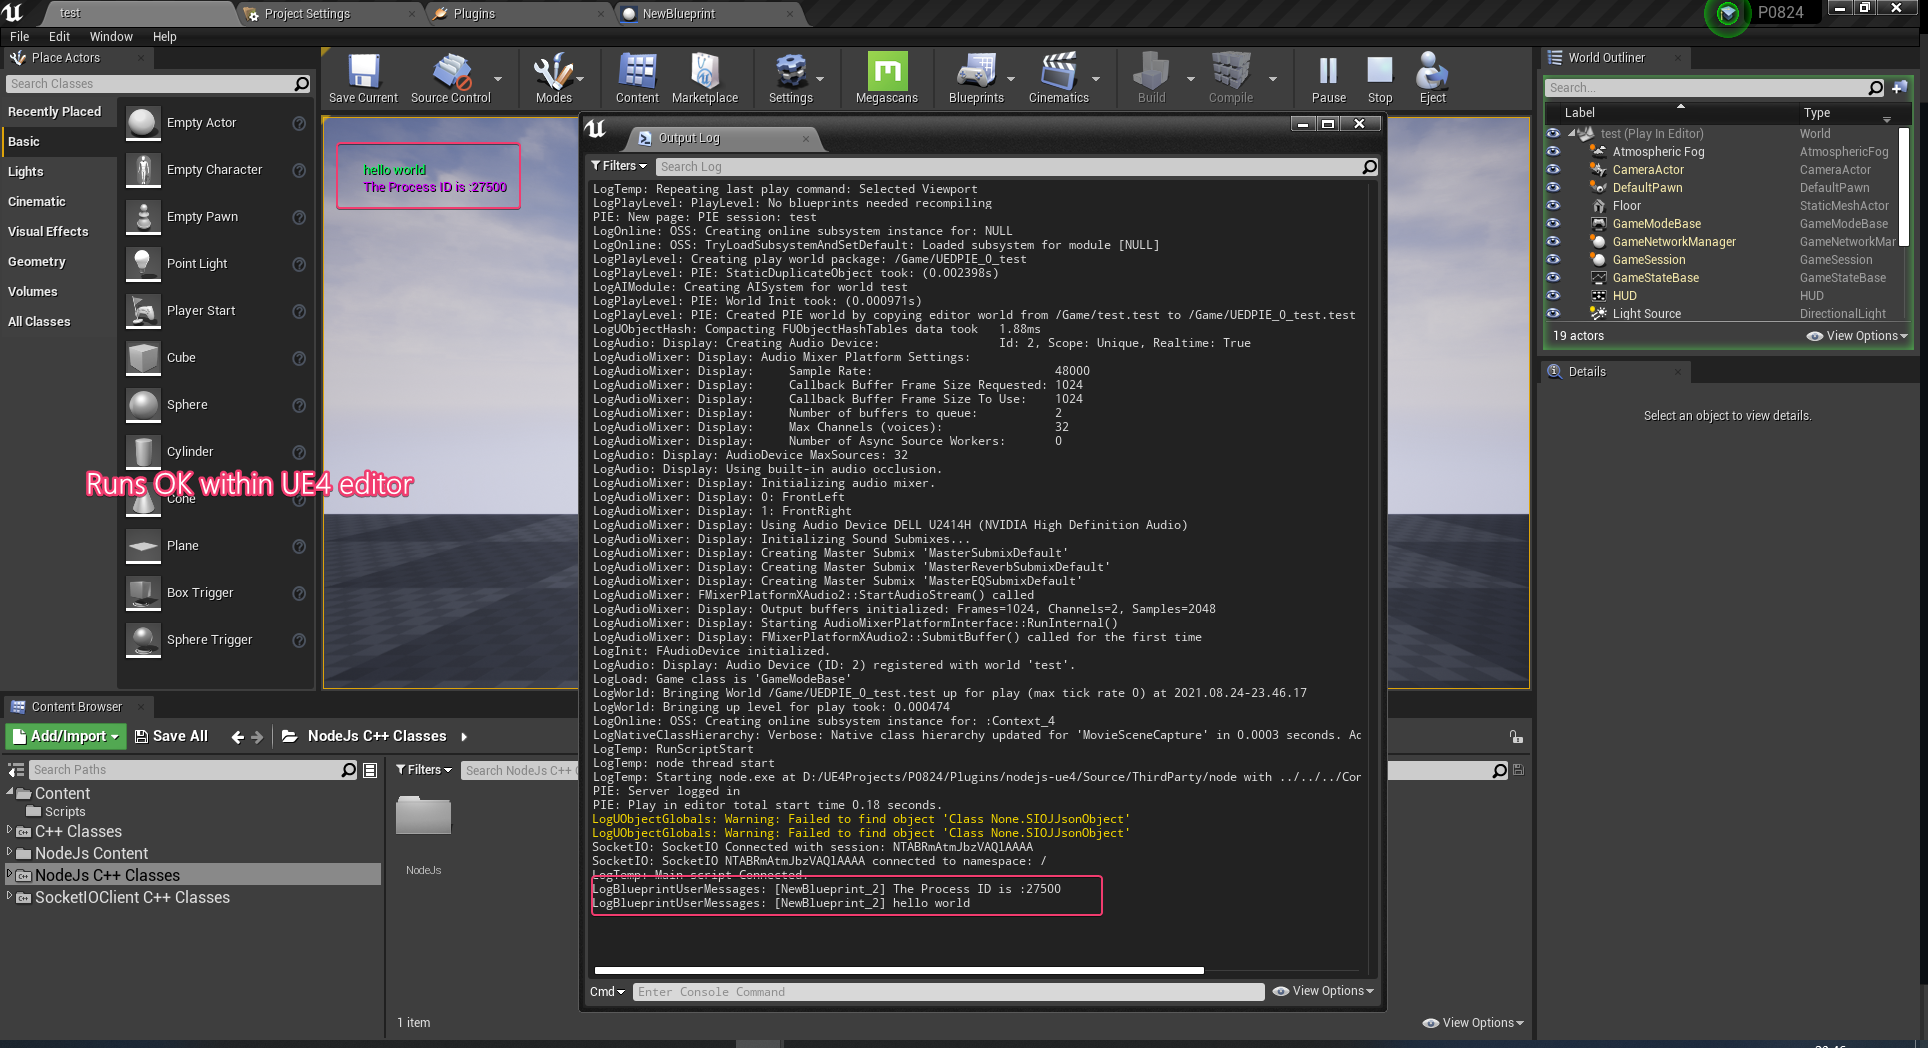 test
Project Settings
Plugins
NewBlueprint
P0824
File Edit Window Help
Place Actors
Search Classes
Recently Placed
Basic
Lights
Cinematic
Visual Effects
Geometry
Volumes
All Classes
Empty Actor
Empty Character
Empty Pawn
Point Light
Player Start
Cube
Sphere
Cylinder
Cone
Plane
Box Trigger
Sphere Trigger
Runs OK within UE4 editor
Save Current
Source Control
Modes
Content
Marketplace
Settings
Megascans
Blueprints
Cinematics
Build
Compile
Pause
Stop
Eject
hello world
The Process ID is :27500
Output Log
Filters
Search Log
LogTemp: Repeating last play command: Selected Viewport
LogPlayLevel: PlayLevel: No blueprints needed recompiling
PIE: New page: PIE session: test
LogOnline: OSS: Creating online subsystem instance for: NULL
LogOnline: OSS: TryLoadSubsystemAndSetDefault: Loaded subsystem for module [NULL]
LogPlayLevel: Creating play world package: /Game/UEDPIE_0_test
LogPlayLevel: PIE: StaticDuplicateObject took: (0.002398s)
LogAIModule: Creating AISystem for world test
LogPlayLevel: PIE: World Init took: (0.000971s)
LogPlayLevel: PIE: Created PIE world by copying editor world from /Game/test.test to /Game/UEDPIE_0_test.test
LogUObjectHash: Compacting FUObjectHashTables data took 1.88ms
LogAudio: Display: Creating Audio Device: Id: 2, Scope: Unique, Realtime: True
LogAudioMixer: Display: Audio Mixer Platform Settings:
LogAudioMixer: Display: Sample Rate: 48000
LogAudioMixer: Display: Callback Buffer Frame Size Requested: 1024
LogAudioMixer: Display: Callback Buffer Frame Size To Use: 1024
LogAudioMixer: Display: Number of buffers to queue: 2
LogAudioMixer: Display: Max Channels (voices): 32
LogAudioMixer: Display: Number of Async Source Workers: 0
LogAudio: Display: AudioDevice MaxSources: 32
LogAudio: Display: Using built-in audio occlusion.
LogAudioMixer: Display: Initializing audio mixer.
LogAudioMixer: Display: 0: FrontLeft
LogAudioMixer: Display: 1: FrontRight
LogAudioMixer: Display: Using Audio Device DELL U2414H (NVIDIA High Definition Audio)
LogAudioMixer: Display: Initializing Sound Submixes...
LogAudioMixer: Display: Creating Master Submix 'MasterSubmixDefault'
LogAudioMixer: Display: Creating Master Submix 'MasterReverbSubmixDefault'
LogAudioMixer: Display: Creating Master Submix 'MasterEQSubmixDefault'
LogAudioMixer: FMixerPlatformXAudio2::StartAudioStream() called
LogAudioMixer: Display: Output buffers initialized: Frames=1024, Channels=2, Samples=2048
LogAudioMixer: Display: Starting AudioMixerPlatformInterface::RunInternal()
LogAudioMixer: Display: FMixerPlatformXAudio2::SubmitBuffer() called for the first time
LogInit: FAudioDevice initialized.
LogAudio: Display: Audio Device (ID: 2) registered with world 'test'.
LogLoad: Game class is 'GameModeBase'
LogWorld: Bringing World /Game/UEDPIE_0_test.test up for play (max tick rate 0) at 2021.08.24-23.46.17
LogWorld: Bringing up level for play took: 0.000474
LogOnline: OSS: Creating online subsystem instance for: :Context_4
LogNativeClassHierarchy: Verbose: Native class hierarchy updated for 'MovieSceneCapture' in 0.0003 seconds. Ac
LogTemp: RunScriptStart
LogTemp: node thread start
LogTemp: Starting node.exe at D:/UE4Projects/P0824/Plugins/nodejs-ue4/Source/ThirdParty/node with ../../../Cor
PIE: Server logged in
PIE: Play in editor total start time 0.18 seconds.
LogUObjectGlobals: Warning: Failed to find object 'Class None.SIOJJsonObject'
LogUObjectGlobals: Warning: Failed to find object 'Class None.SIOJJsonObject'
SocketIO: SocketIO Connected with session: NTABRmAtmJbzVAQlAAAA
SocketIO: SocketIO NTABRmAtmJbzVAQlAAAA connected to namespace: /
LogTemp: Main script Connected.
LogBlueprintUserMessages: [NewBlueprint_2] The Process ID is :27500
LogBlueprintUserMessages: [NewBlueprint_2] hello world
Cmd
Enter Console Command
View Options
World Outliner
Search...
Label Type
test (Play In Editor) World
Atmospheric Fog AtmosphericFog
CameraActor CameraActor
DefaultPawn DefaultPawn
Floor StaticMeshActor
GameModeBase GameModeBase
GameNetworkManager GameNetworkMar
GameSession GameSession
GameStateBase GameStateBase
HUD HUD
Light Source DirectionalLight
19 actors
View Options
Details
Select an object to view details.
Content Browser
Add/Import
Save All
NodeJs C++ Classes
Search Paths
Filters
Search NodeJs C++ C
Content
Scripts
C++ Classes
NodeJs Content
NodeJs C++ Classes
SocketIOClient C++ Classes
NodeJs
1 item
View Options